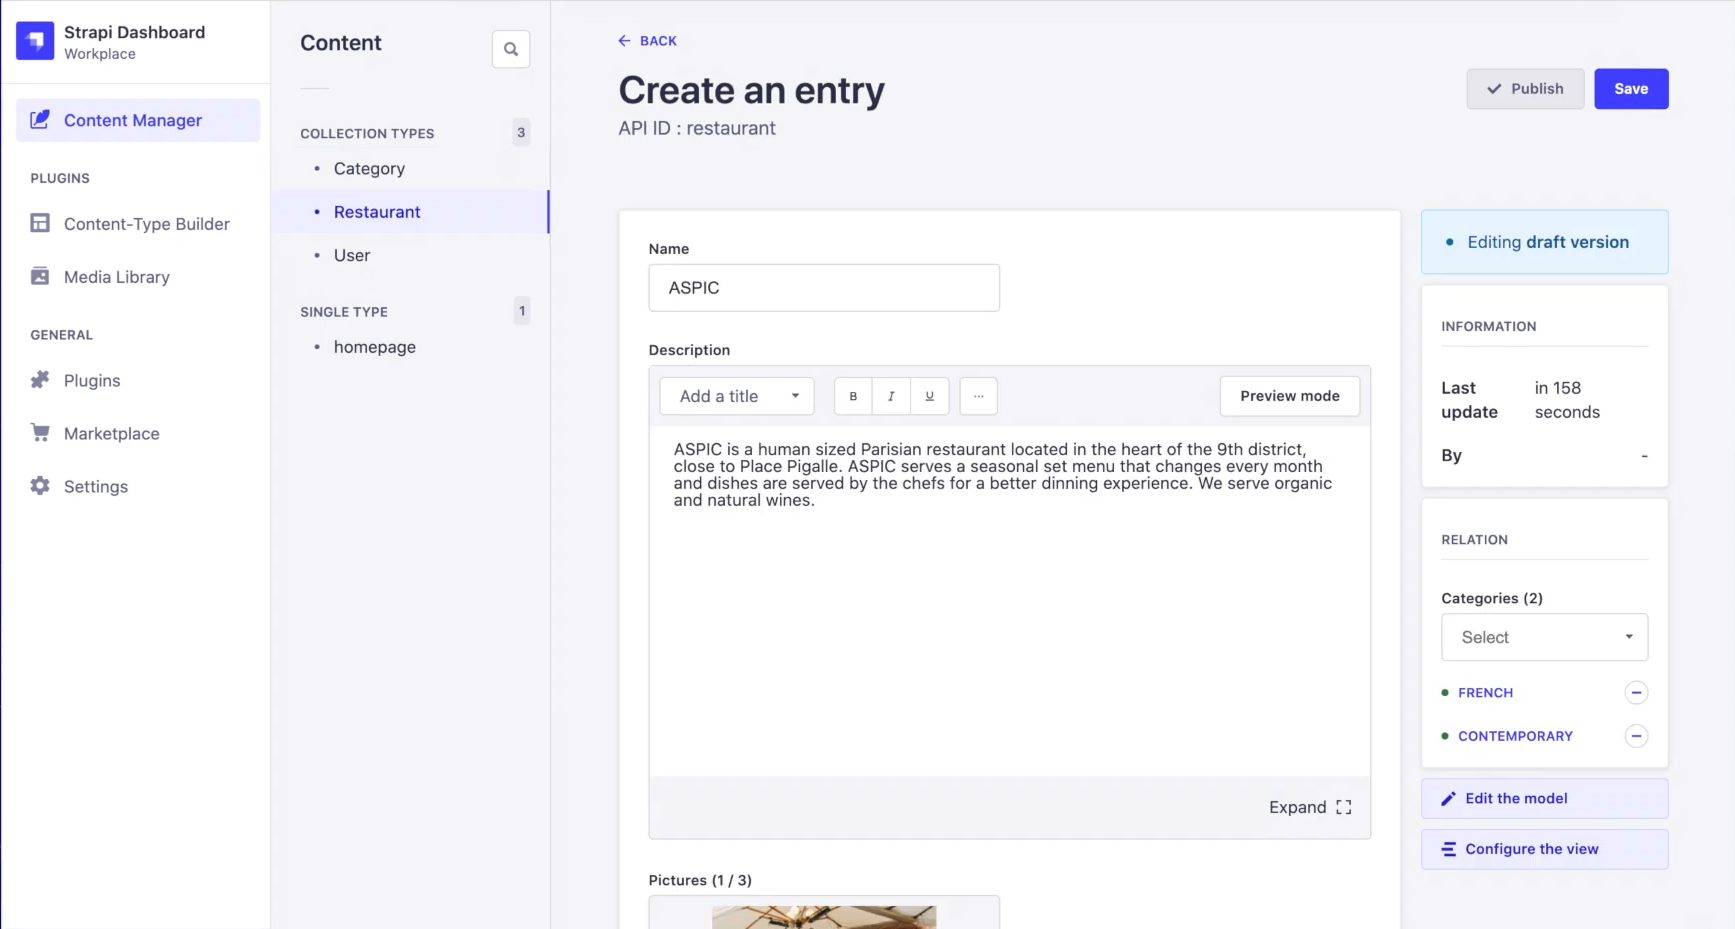 Strapi Dashboard
Workplace
Content Manager
PLUGINS
Content-Type Builder
Media Library
GENERAL
Plugins
Marketplace
Settings
Content
COLLECTION TYPES 3
Category
Restaurant
User
SINGLE TYPE 1
homepage
BACK
Create an entry
API ID : restaurant
Publish
Save
Name
ASPIC
Description
Add a title
B I U ...
Preview mode
ASPIC is a human sized Parisian restaurant located in the heart of the 9th district,
close to Place Pigalle. ASPIC serves a seasonal set menu that changes every month
and dishes are served by the chefs for a better dinning experience. We serve organic
and natural wines.
Expand
Pictures (1 / 3)
Editing draft version
INFORMATION
Last update
in 158 seconds
By -
RELATION
Categories (2)
Select
FRENCH
CONTEMPORARY
Edit the model
Configure the view